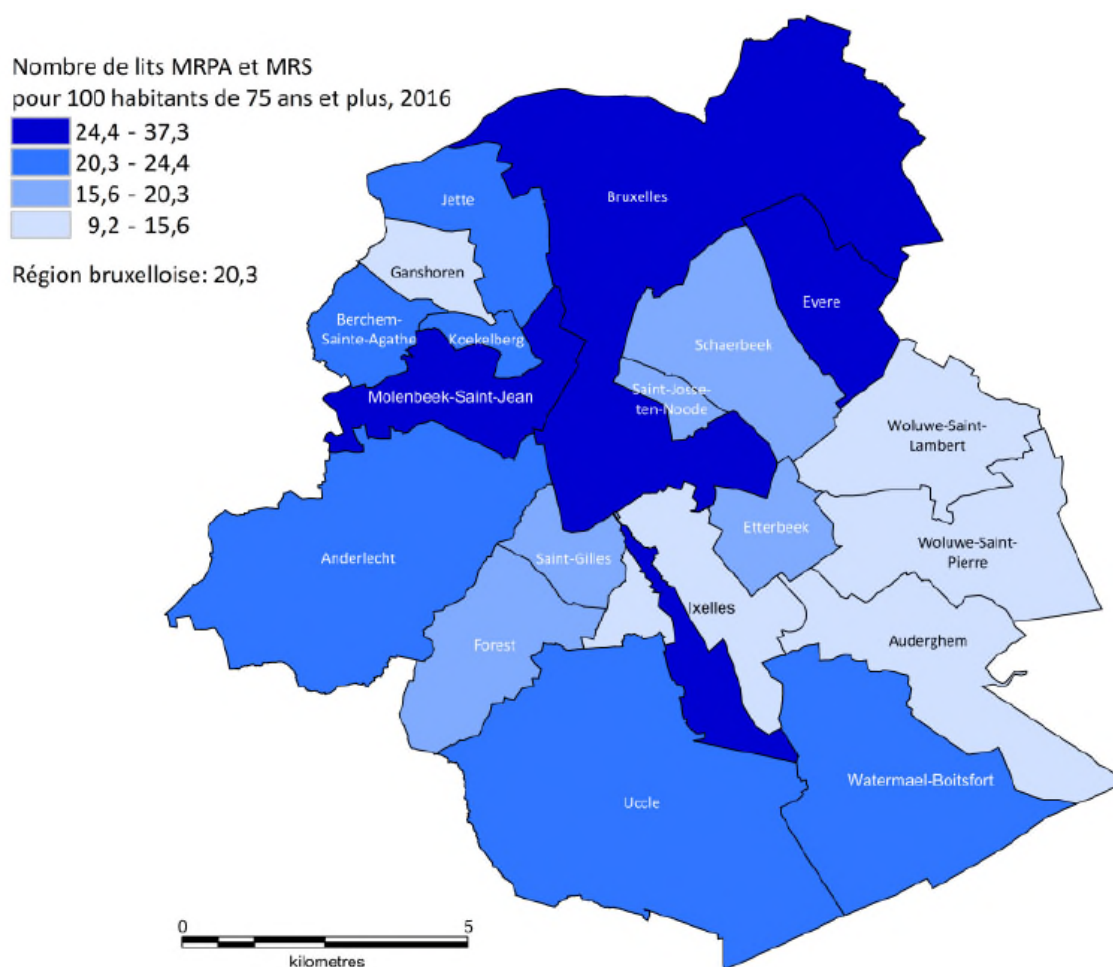 Nombre de lits MRPA et MRS
pour 100 habitants de 75 ans et plus, 2016
24,4 - 37,3
20,3 - 24,4
15,6 - 20,3
9,2 - 15,6
Région bruxelloise: 20,3
Bruxelles
Jette
Ganshoren
Evere
Berchem-
Sainte-Agathe
Koekelberg
Schaerbeek
Molenbeek-Saint-Jean
Saint-Josse-
ten-Noode
Woluwe-Saint-
Lambert
Etterbeek
Woluwe-Saint-
Pierre
Anderlecht
Saint-Gilles
Ixelles
Forest
Auderghem
Watermael-Boitsfort
Uccle
0 5
kilometres